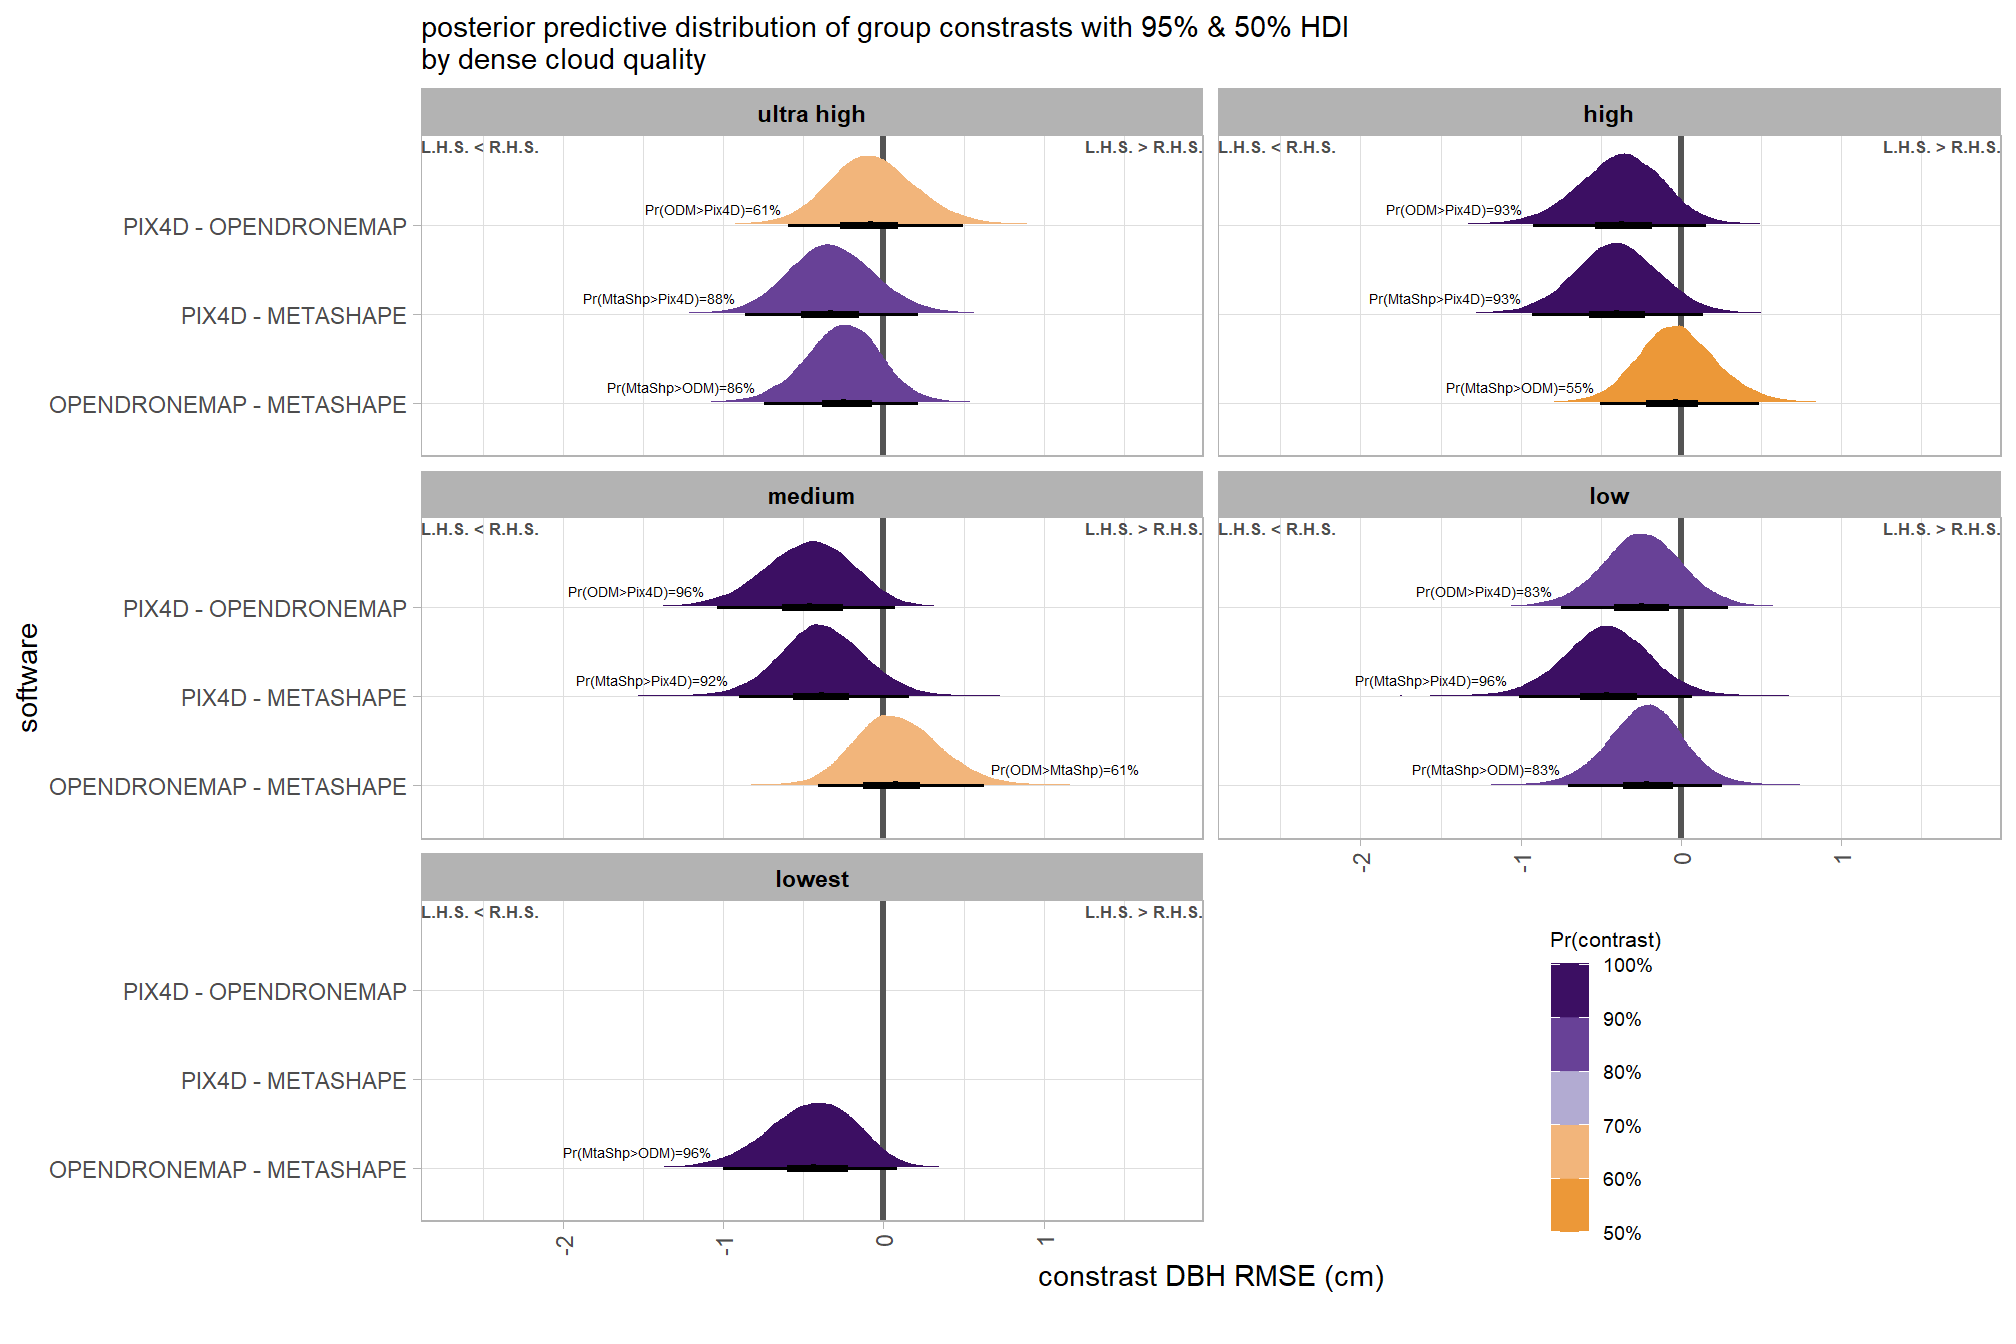 posterior predictive distribution of group constrasts with 95% & 50% HDI
by dense cloud quality
ultra high
high
L.H.S. < R.H.S.
L.H.S. > R.H.S.
L.H.S. < R.H.S.
L.H.S. > R.H.S.
PIX4D - OPENDRONEMAP
Pr(ODM>Pix4D)=61%
Pr(ODM>Pix4D)=93%
PIX4D - METASHAPE
Pr(MtaShp>Pix4D)=88%
Pr(MtaShp>Pix4D)=93%
OPENDRONEMAP - METASHAPE
Pr(MtaShp>ODM)=86%
Pr(MtaShp>ODM)=55%
medium
low
L.H.S. < R.H.S.
L.H.S. > R.H.S.
L.H.S. < R.H.S.
L.H.S. > R.H.S.
PIX4D - OPENDRONEMAP
Pr(ODM>Pix4D)=96%
Pr(ODM>Pix4D)=83%
software
PIX4D - METASHAPE
Pr(MtaShp>Pix4D)=92%
Pr(MtaShp>Pix4D)=96%
OPENDRONEMAP - METASHAPE
Pr(ODM>MtaShp)=61%
Pr(MtaShp>ODM)=83%
-2
-1
0
1
lowest
L.H.S. < R.H.S.
L.H.S. > R.H.S.
PIX4D - OPENDRONEMAP
PIX4D - METASHAPE
OPENDRONEMAP - METASHAPE
Pr(MtaShp>ODM)=96%
-2
-1
0
1
Pr(contrast)
100%
90%
80%
70%
60%
50%
constrast DBH RMSE (cm)